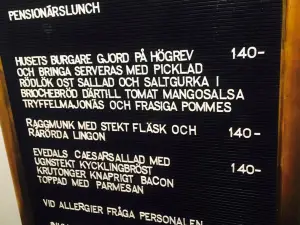 PENSIONÄRSLUNCH
HUSETS BURGARE GJORD PÅ HÖGREV 140-
OCH BRINGA SERVERAS MED PICKLAD
RÖDLÖK OST SALLAD OCH SALTGURKA I
BRIOCHEBRÖD DÄRTILL TOMAT MANGOSALSA
TRYFFELMAJONÄS OCH FRASIGA POMMES
RAGGMUNK MED STEKT FLÄSK OCH 140-
RÅRÖRDA LINGON
EVEDALS CAESARSALLAD MED 140-
UGNSTEKT KYCKLINGBRÖST
KRUTONGER KNAPRIGT BACON
TOPPAD MED PARMESAN
VID ALLERGIER FRÅGA PERSONALEN